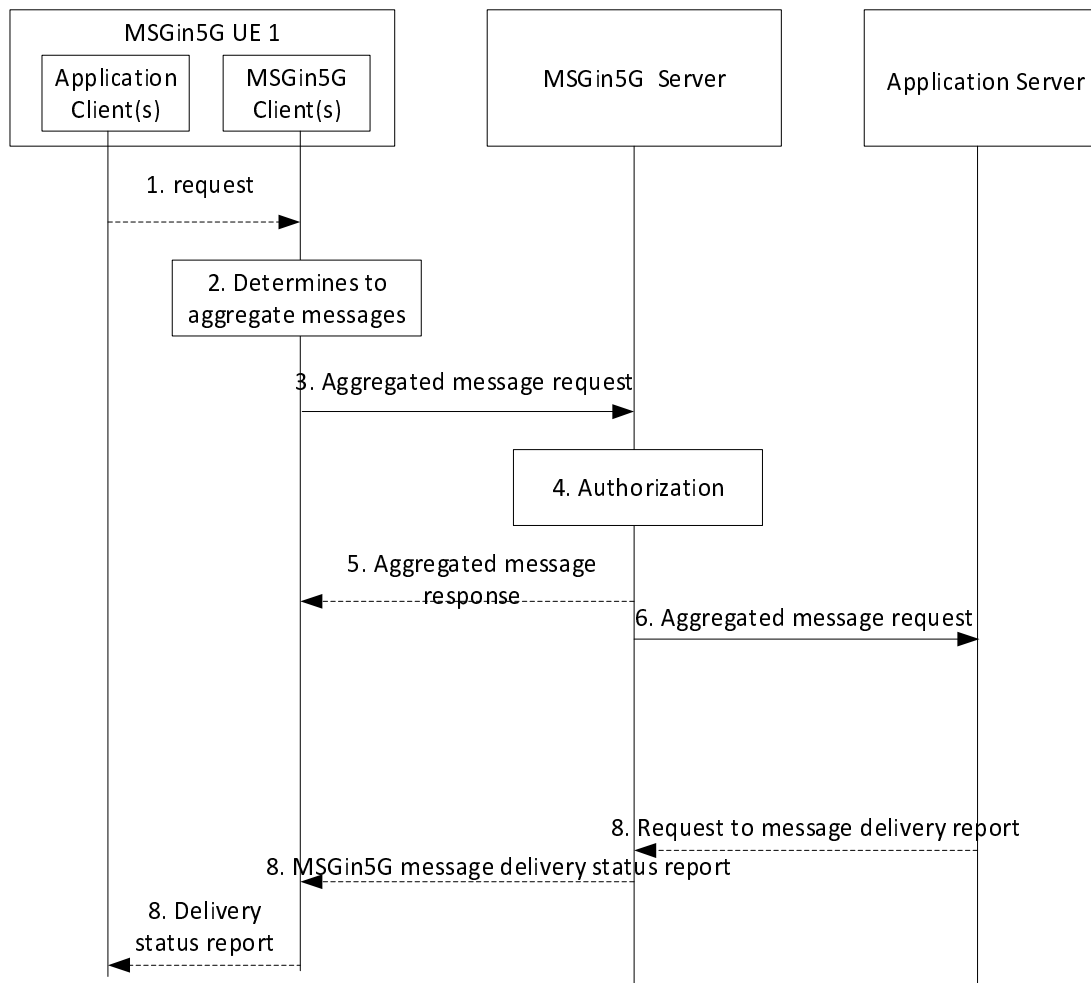 MSGin5G UE 1
Application
Client(s)
MSGin5G
Client(s)
MSGin5G Server
Application Server
1. request
2. Determines to
aggregate messages
3. Aggregated message request
4. Authorization
5. Aggregated message
response
6. Aggregated message request
8. Request to message delivery report
8. MSGin5G message delivery status report
8. Delivery
status report